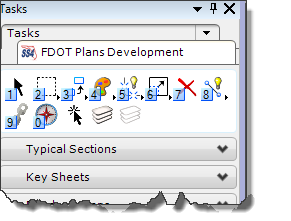 Tasks
Tasks
SS4 FDOT Plans Development
1 2 3 4 5 6 7 8
9 0
Typical Sections
Key Sheets